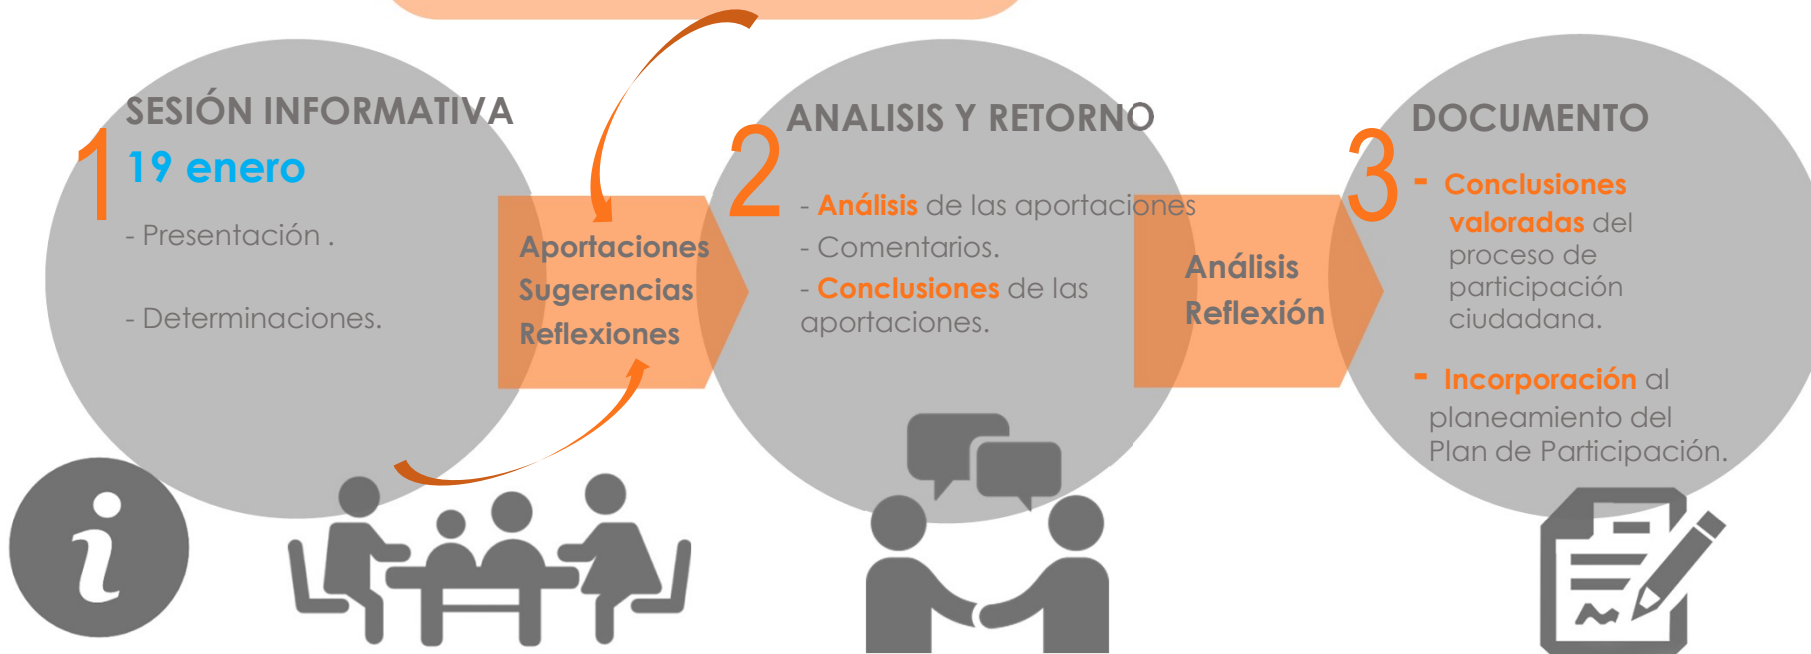 1
SESIÓN INFORMATIVA
19 enero
- Presentación .
- Determinaciones.
Aportaciones
Sugerencias
Reflexiones
2
ANALISIS Y RETORNO
- Análisis de las aportaciones
- Comentarios.
- Conclusiones de las
aportaciones.
Análisis
Reflexión
3
DOCUMENTO
- Conclusiones
valoradas del
proceso de
participación
ciudadana.
- Incorporación al
planeamiento del
Plan de Participación.